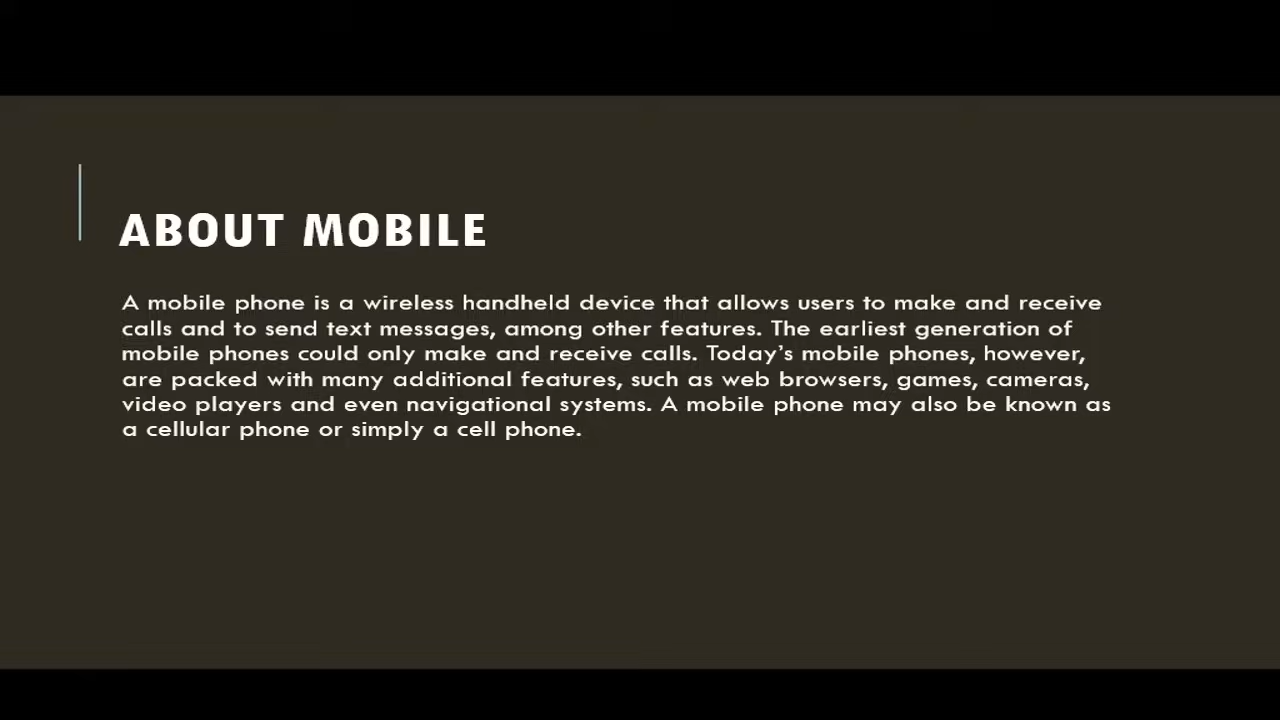 ABOUT MOBILE
A mobile phone is a wireless handheld device that allows users to make and receive
calls and to send text messages, among other features. The earliest generation of
mobile phones could only make and receive calls. Today’s mobile phones, however,
are packed with many additional features, such as web browsers, games, cameras,
video players and even navigational systems. A mobile phone may also be known as
a cellular phone or simply a cell phone.